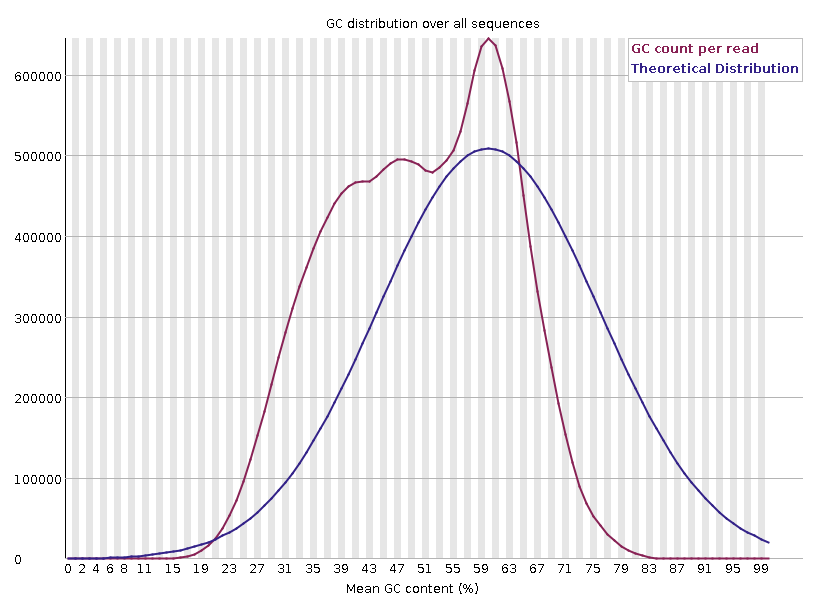 GC distribution over all sequences
GC count per read
Theoretical Distribution
600000
500000
400000
300000
200000
100000
0
0 2 4 6 8 11 15 19 23 27 31 35 39 43 47 51 55 59 63 67 71 75 79 83 87 91 95 99
Mean GC content (%)